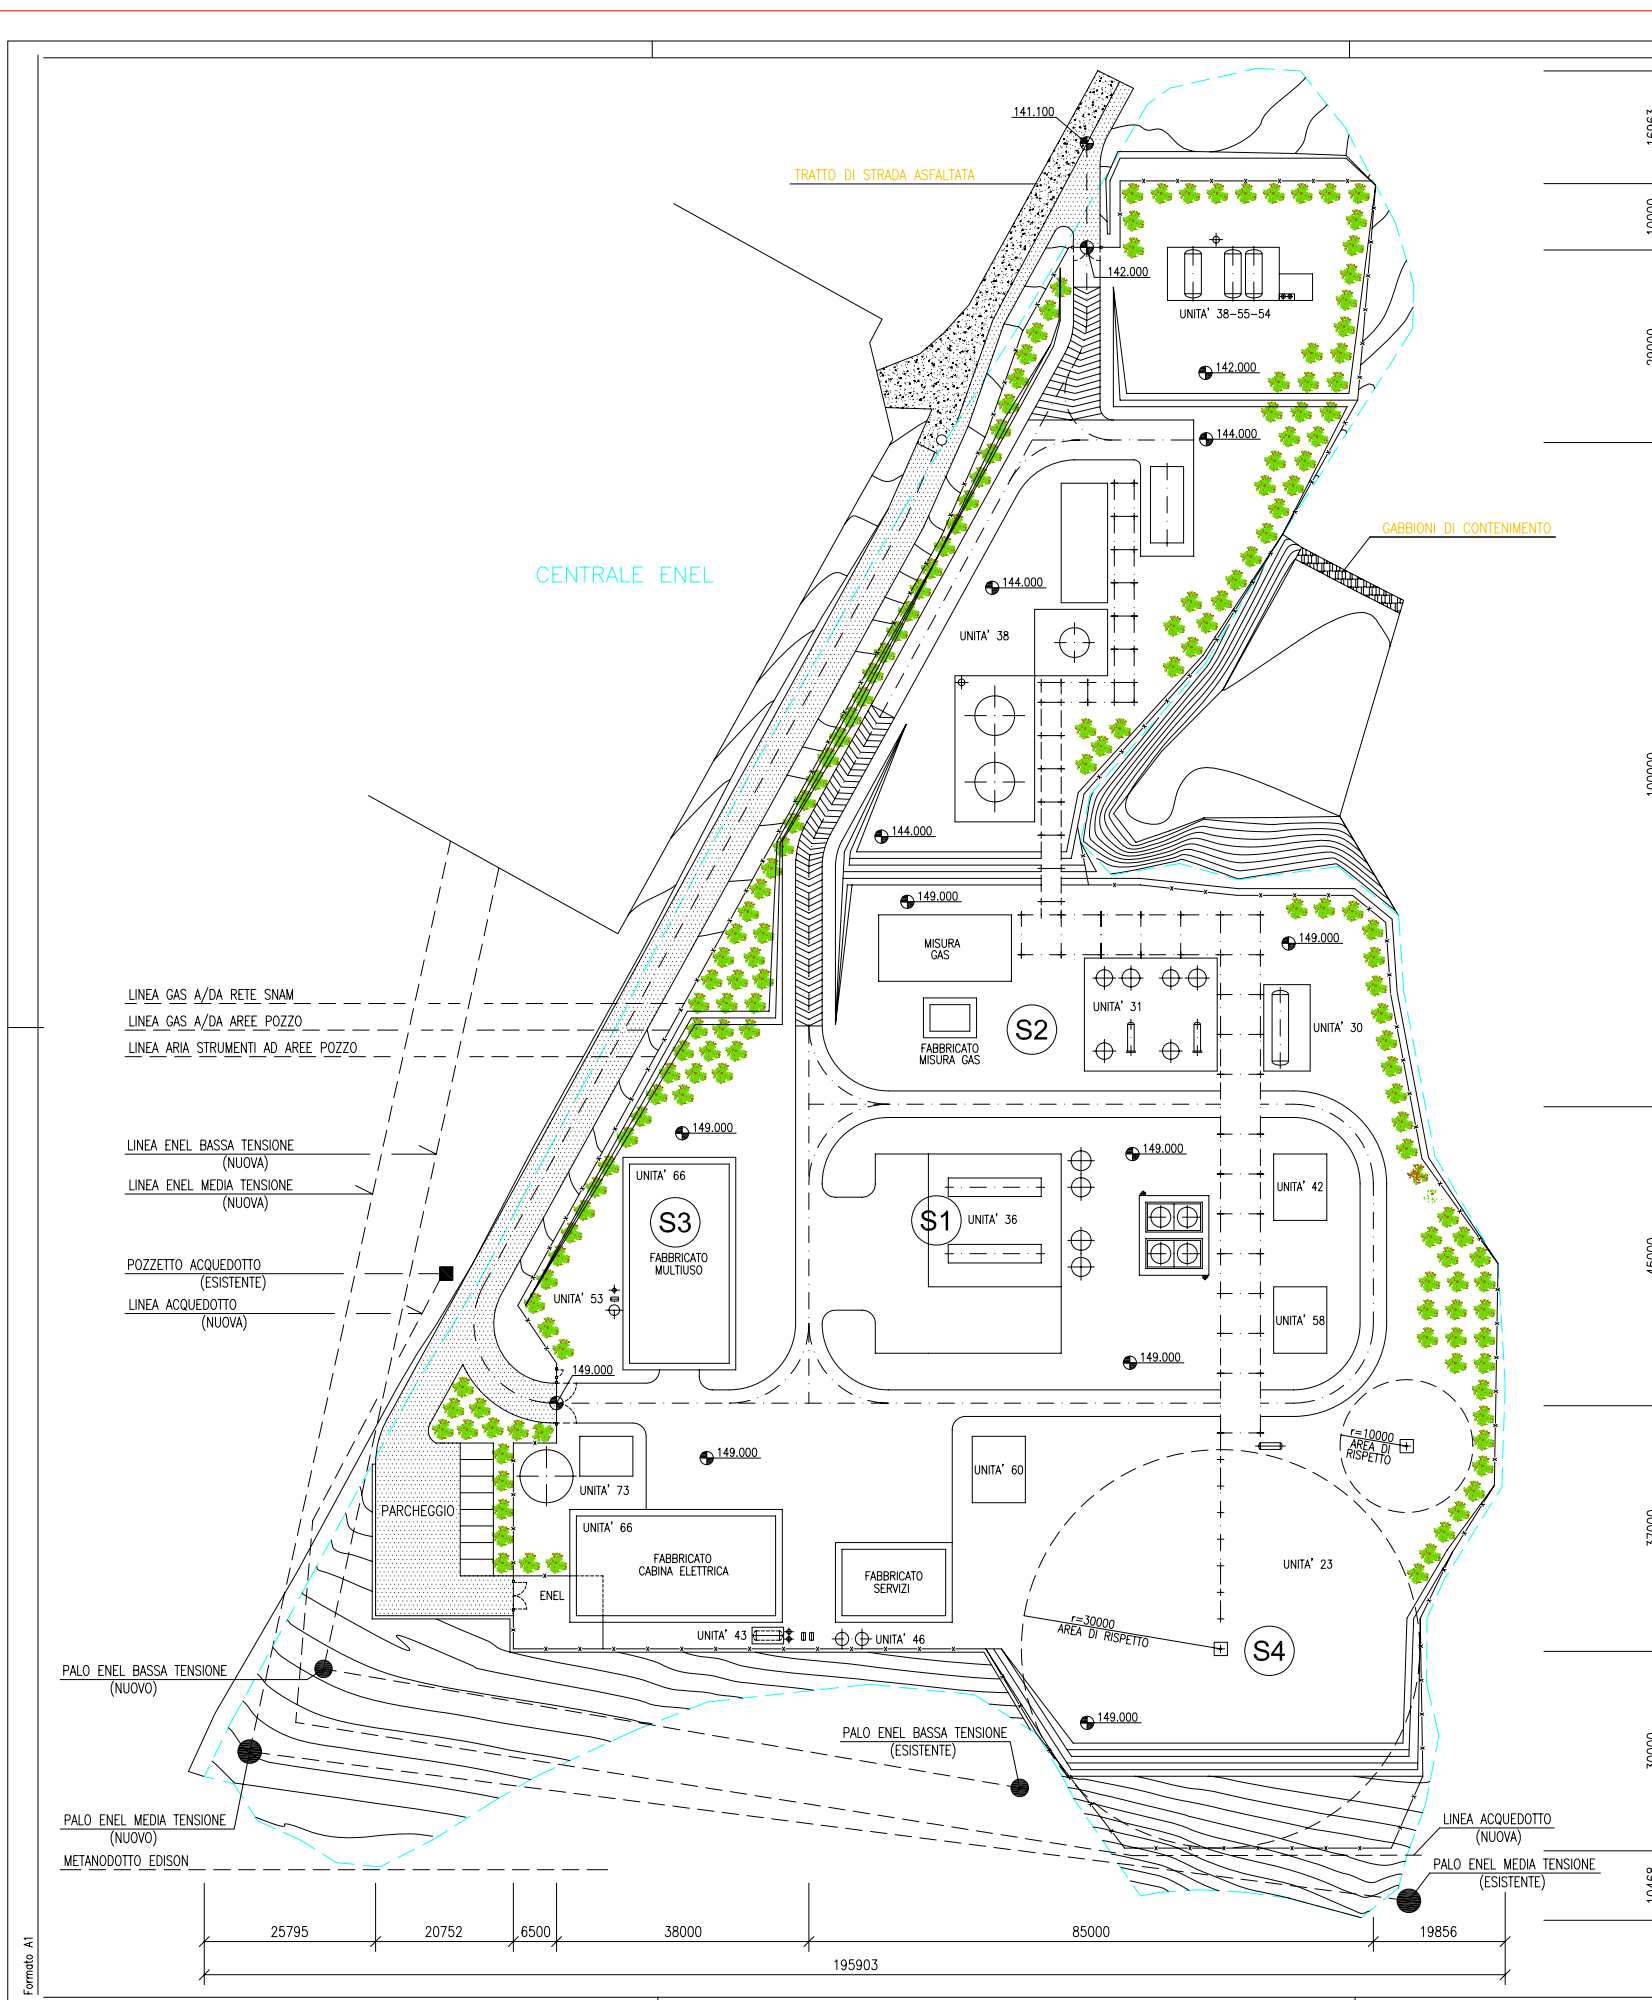 141.100
TRATTO DI STRADA ASFALTATA
142.000
UNITA' 38-55-54
142.000
144.000
GABBIONI DI CONTENIMENTO
CENTRALE ENEL
144.000
UNITA' 38
144.000
149.000
149.000
MISURA
GAS
UNITA' 31
UNITA' 30
S2
FABBRICATO
MISURA GAS
LINEA GAS A/DA RETE SNAM
LINEA GAS A/DA AREE POZZO
LINEA ARIA STRUMENTI AD AREE POZZO
149.000
149.000
LINEA ENEL BASSA TENSIONE
(NUOVA)
LINEA ENEL MEDIA TENSIONE
(NUOVA)
UNITA' 66
S3
FABBRICATO
MULTIUSO
S1
UNITA' 36
UNITA' 42
POZZETTO ACQUEDOTTO
(ESISTENTE)
LINEA ACQUEDOTTO
(NUOVA)
UNITA' 53
UNITA' 58
149.000
149.000
r=10000
AREA DI
RISPETTO
149.000
UNITA' 60
UNITA' 73
PARCHEGGIO
UNITA' 66
FABBRICATO
CABINA ELETTRICA
FABBRICATO
SERVIZI
UNITA' 23
ENEL
r=30000
AREA DI RISPETTO
UNITA' 43
UNITA' 46
S4
PALO ENEL BASSA TENSIONE
(NUOVO)
149.000
PALO ENEL BASSA TENSIONE
(ESISTENTE)
PALO ENEL MEDIA TENSIONE
(NUOVO)
LINEA ACQUEDOTTO
(NUOVA)
METANODOTTO EDISON
PALO ENEL MEDIA TENSIONE
(ESISTENTE)
25795
20752
6500
38000
85000
19856
195903
Formato A1